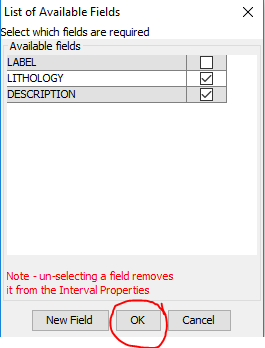 List of Available Fields
Select which fields are required
Available fields
LABEL
LITHOLOGY
DESCRIPTION
Note - un-selecting a field removes
it from the Interval Properties
New Field OK Cancel